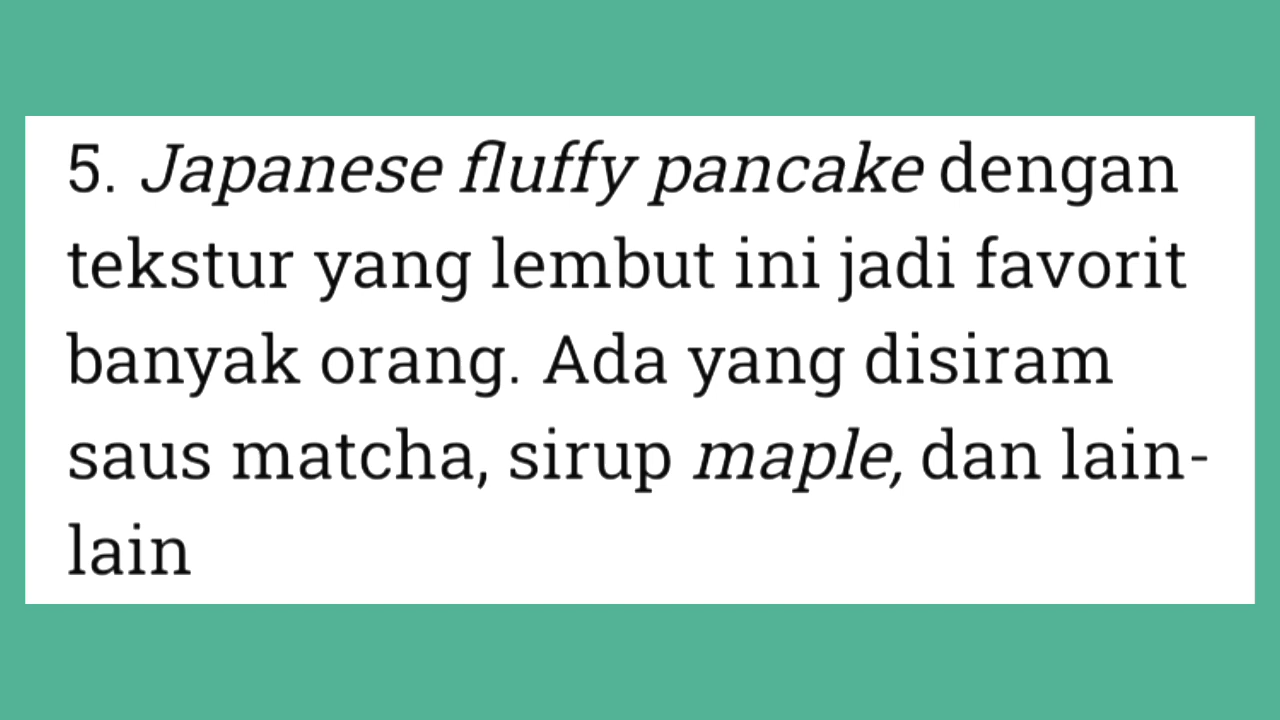 5. Japanese fluffy pancake dengan
tekstur yang lembut ini jadi favorit
banyak orang. Ada yang disiram
saus matcha, sirup maple, dan lain-
lain